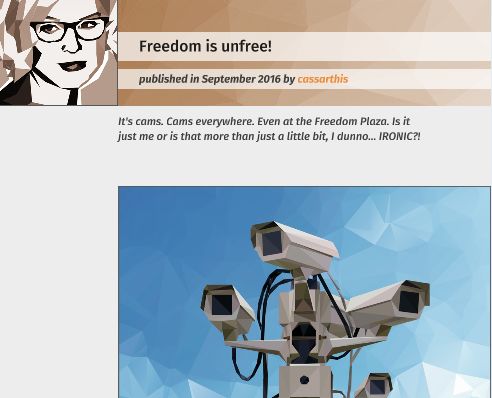 Freedom is unfree!
published in September 2016 by cassarthis
It's cams. Cams everywhere. Even at the Freedom Plaza. Is it
just me or is that more than just a little bit, I dunno... IRONIC?!